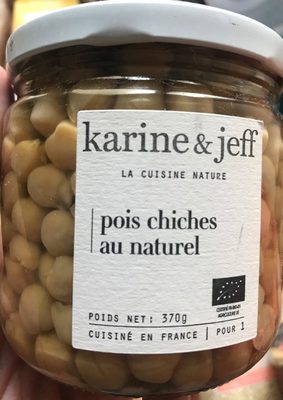 karine & jeff
LA CUISINE NATURE
pois chiches
au naturel
POIDS NET: 370g
CUISINÉ EN FRANCE | POUR 1